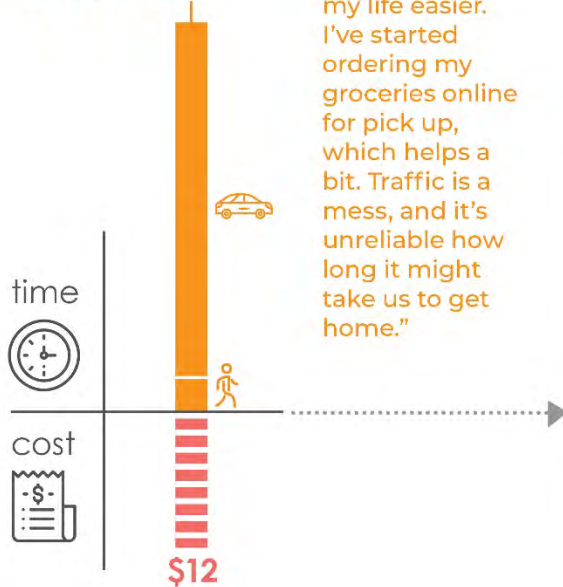 my life easier.
I've started
ordering my
groceries online
for pick up,
which helps a
bit. Traffic is a
mess, and it's
unreliable how
long it might
take us to get
home."
time
cost
-$-
$12